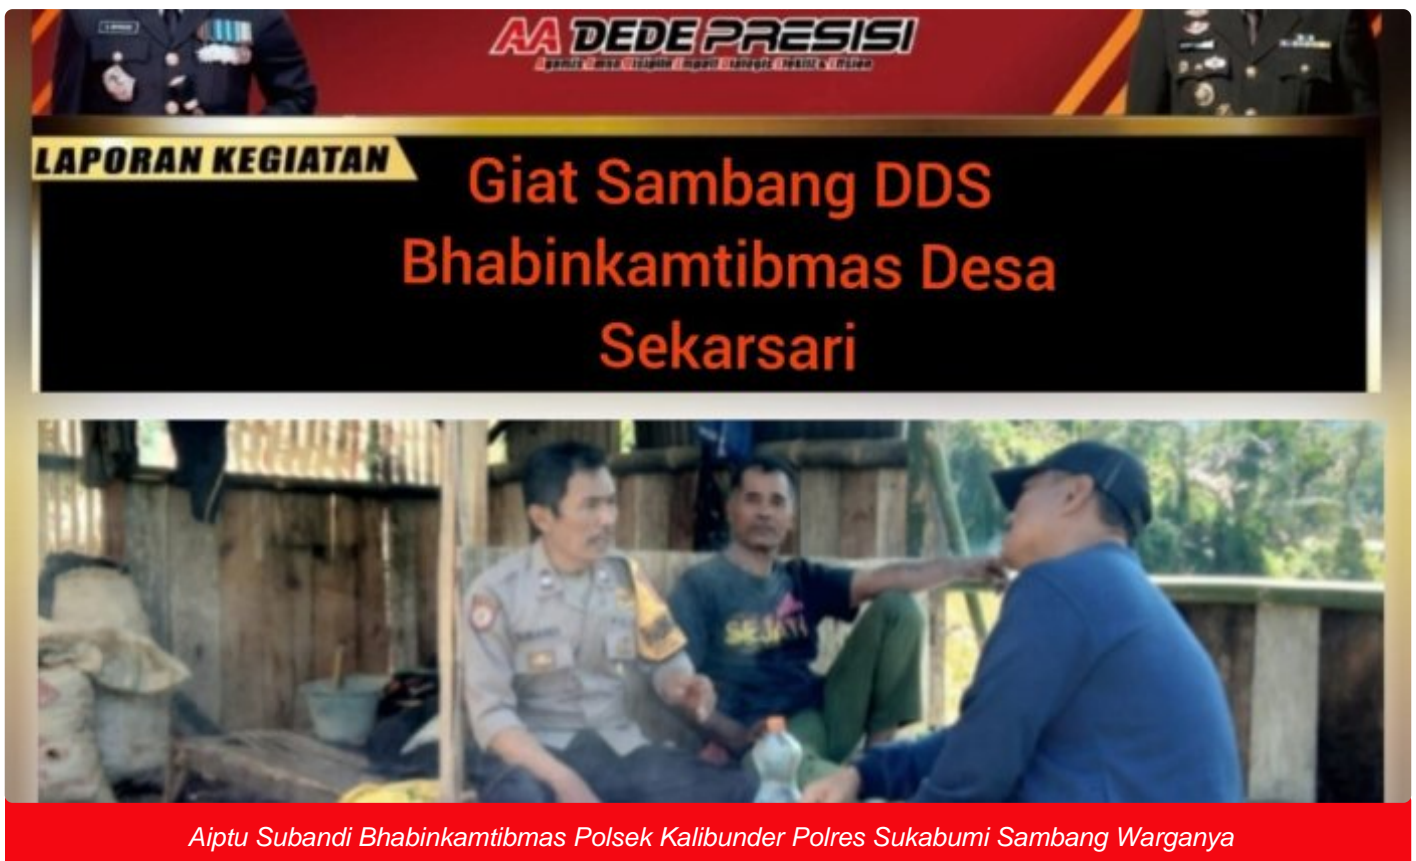 AA DEDE PRESISI
LAPORAN KEGIATAN
Giat Sambang DDS
Bhabinkamtibmas Desa
Sekarsari
SEJATI
Aiptu Subandi Bhabinkamtibmas Polsek Kalibunder Polres Sukabumi Sambang Warganya